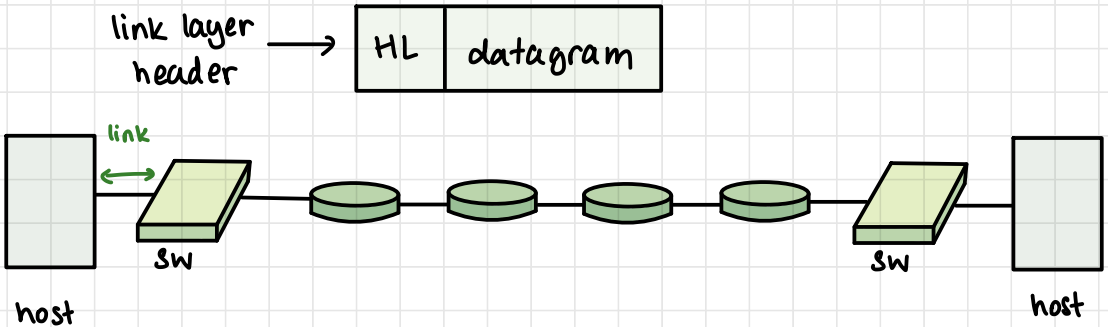 link layer
header
HL
datagram
link
SW
SW
host
host